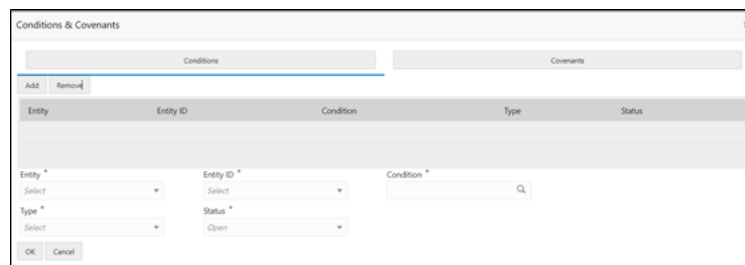 Conditions & Covenants
Conditions Covenants
Add Remove
Entity Entity ID Condition Type Status
Entity * Entity ID * Condition *
Select Select
Type * Status *
Select Open
OK Cancel